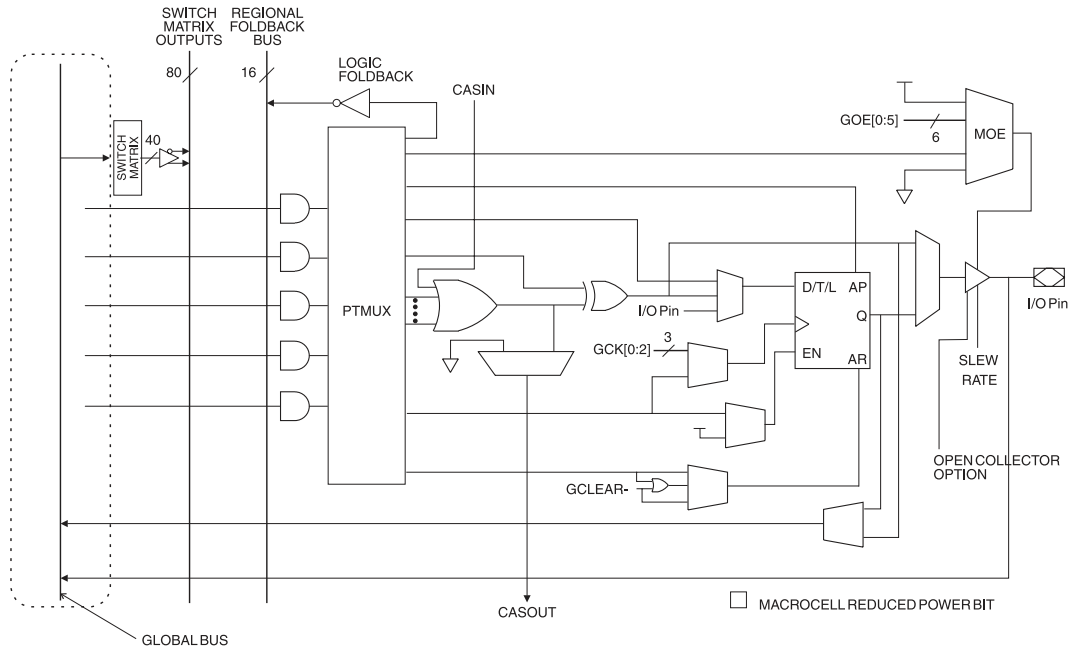 SWITCH
MATRIX
OUTPUTS
REGIONAL
FOLDBACK
BUS
80
16
LOGIC
FOLDBACK
CASIN
GOE[0:5]
6
MOE
SWITCH
MATRIX
40
PTMUX
I/O Pin
D/T/L
AP
Q
EN
AR
I/O Pin
GCK[0:2]
3
SLEW
RATE
OPEN COLLECTOR
OPTION
GCLEAR-
CASOUT
MACROCELL REDUCED POWER BIT
GLOBAL BUS